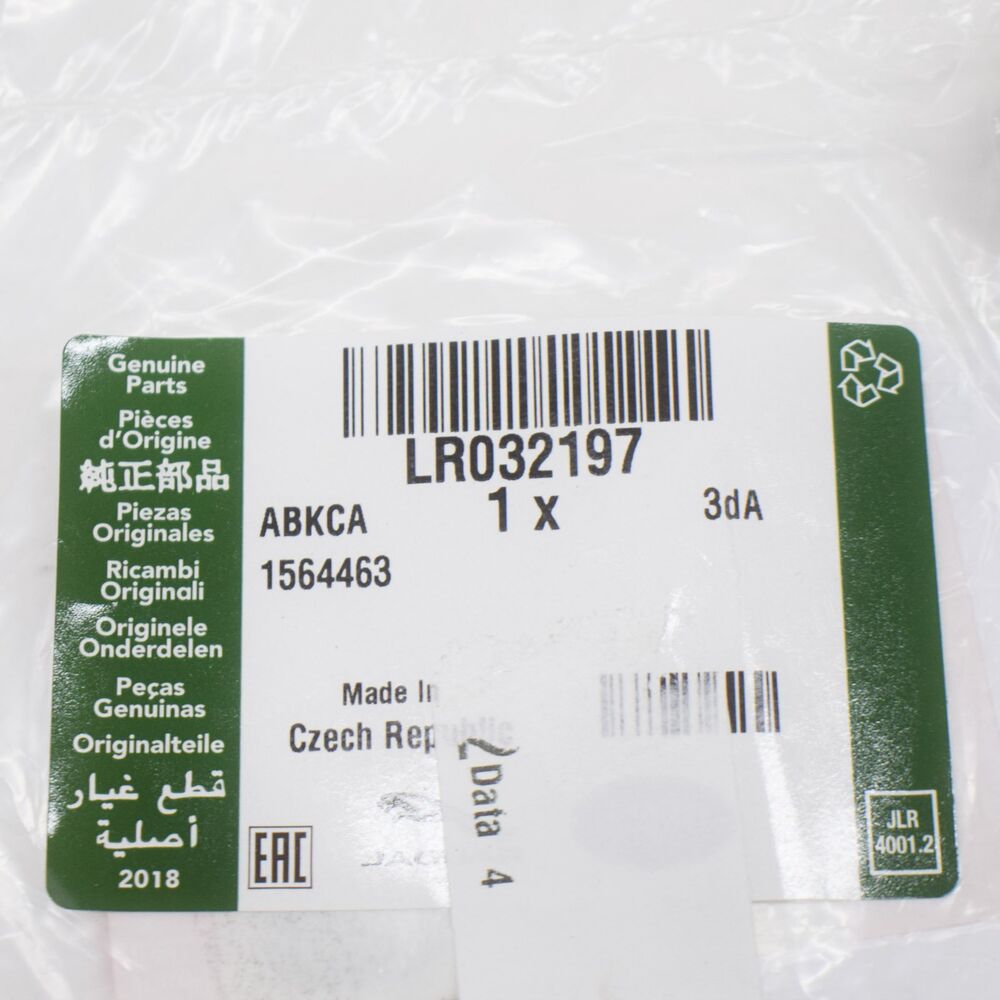 Genuine
Parts
Pièces
d'Origine
純正部品
Piezas
Originales
Ricambi
Originali
Originele
Onderdelen
Peças
Genuinas
Originalteile
قطع غيار
أصلية
2018
LR032197
ABKCA
1 x
3dA
1564463
Made In
Czech Republic
EAC
Data 4
JLR
4001.2